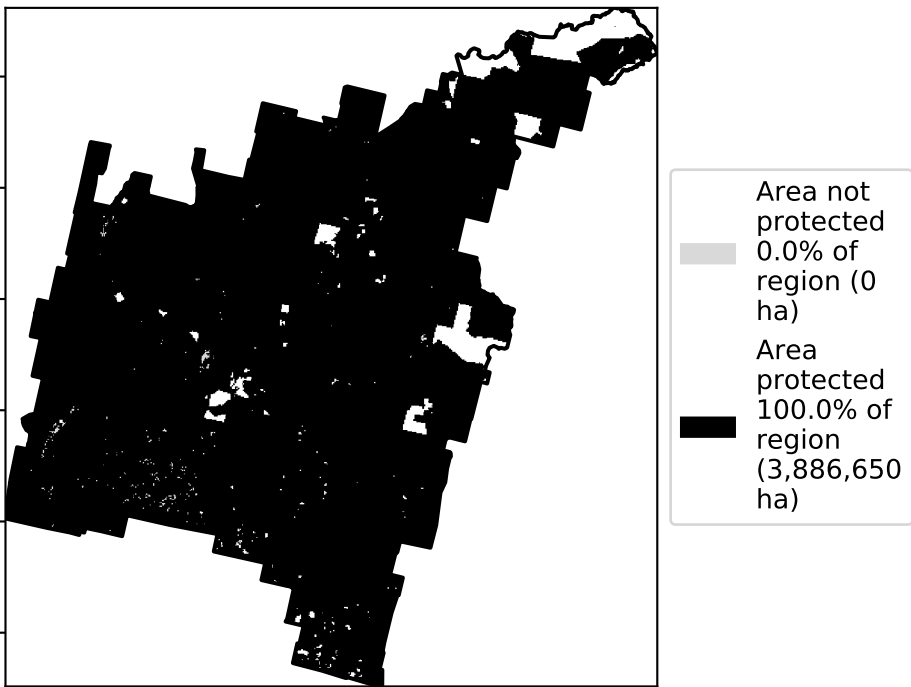 Area not
protected
0.0% of
region (0
ha)
Area
protected
100.0% of
region
(3,886,650
ha)